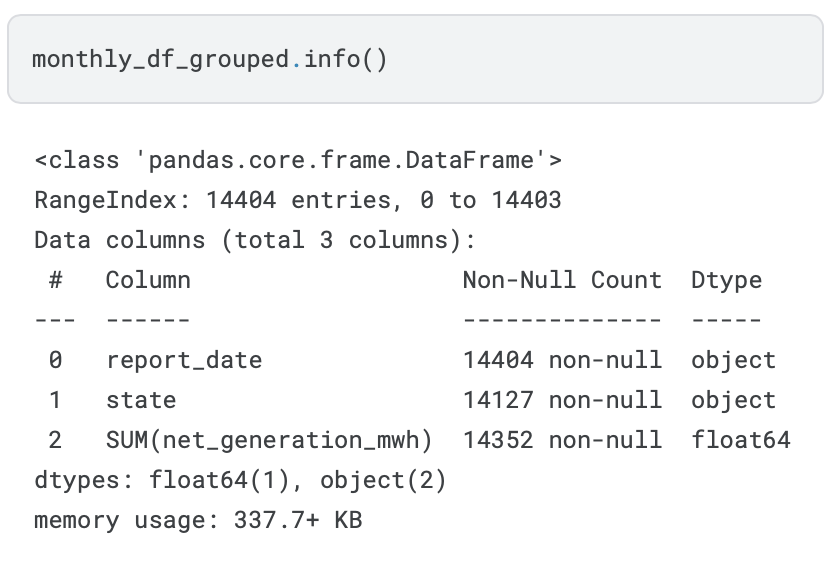 monthly_df_grouped.info()
<class 'pandas.core.frame.DataFrame'>
RangeIndex: 14404 entries, 0 to 14403
Data columns (total 3 columns):
 #   Column                   Non-Null Count  Dtype
---  ------                   --------------  -----
 0   report_date              14404 non-null  object
 1   state                    14127 non-null  object
 2   SUM(net_generation_mwh)  14352 non-null  float64
dtypes: float64(1), object(2)
memory usage: 337.7+ KB